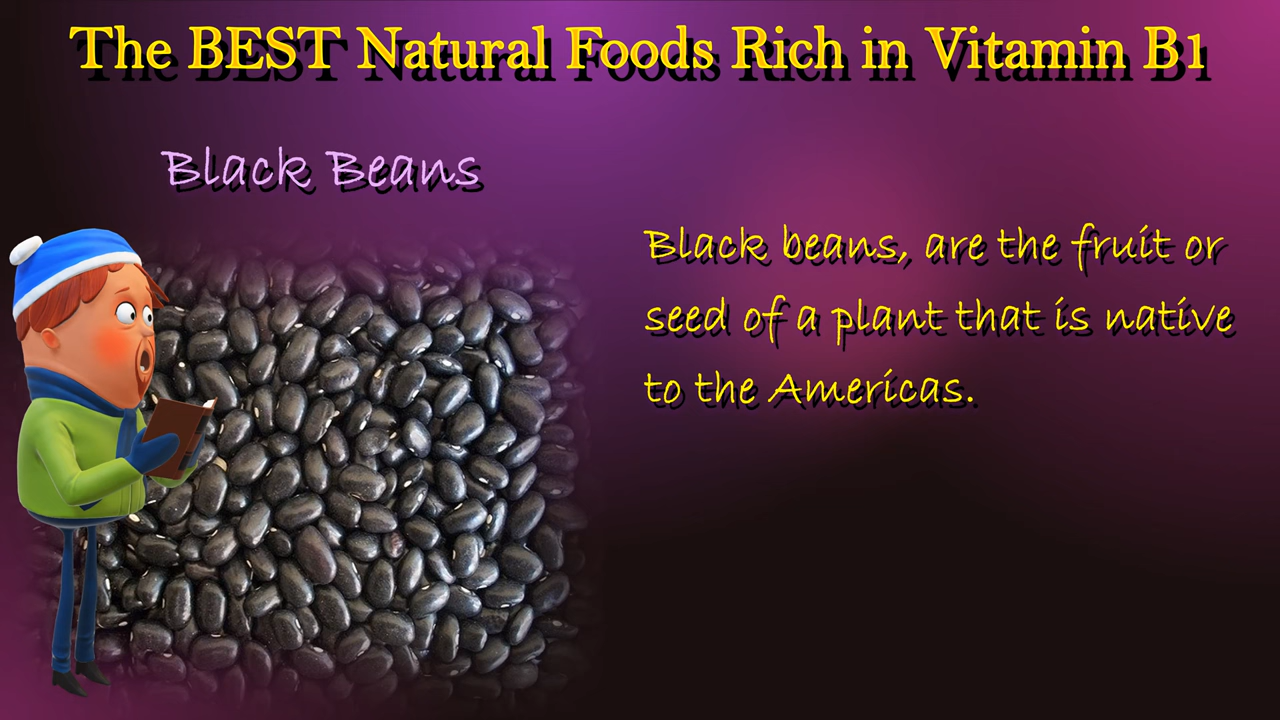 The BEST Natural Foods Rich in Vitamin B1
Black Beans
Black beans, are the fruit or
seed of a plant that is native
to the Americas.